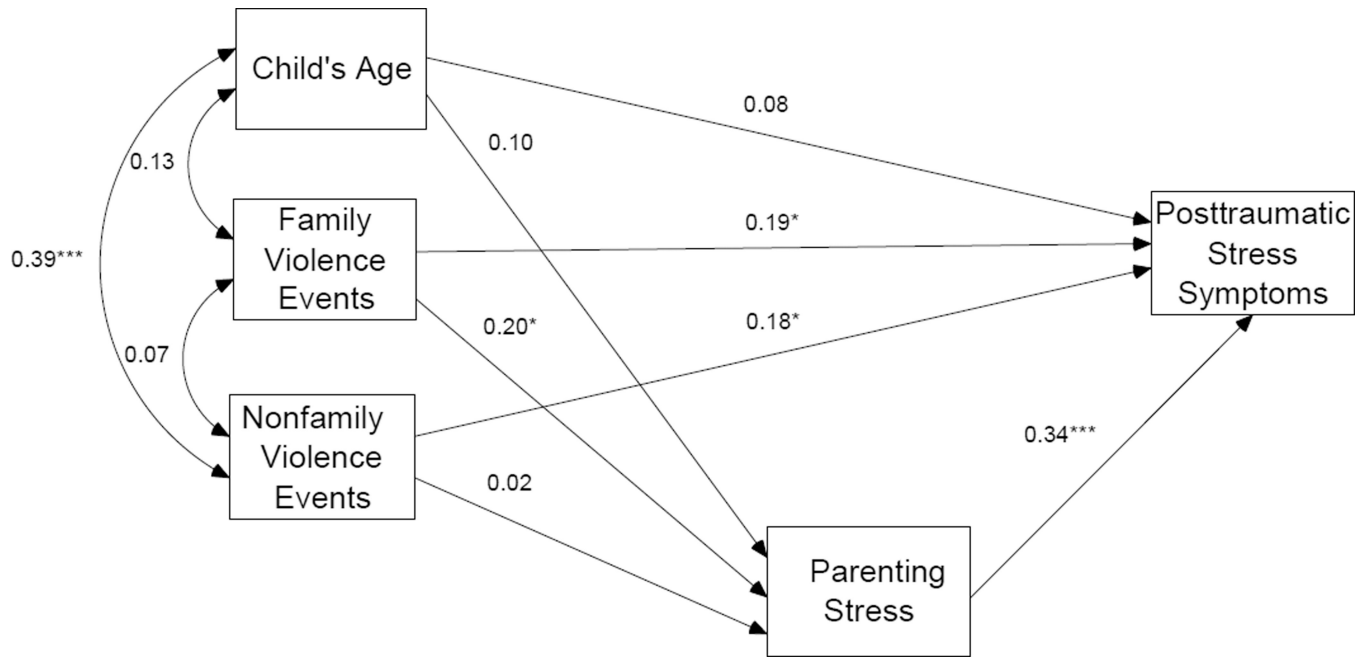 Child's Age
0.08
0.10
0.13
Family
Violence
Events
0.19*
Posttraumatic
Stress
Symptoms
0.39***
0.20*
0.18*
0.07
Nonfamily
Violence
Events
0.34***
0.02
Parenting
Stress